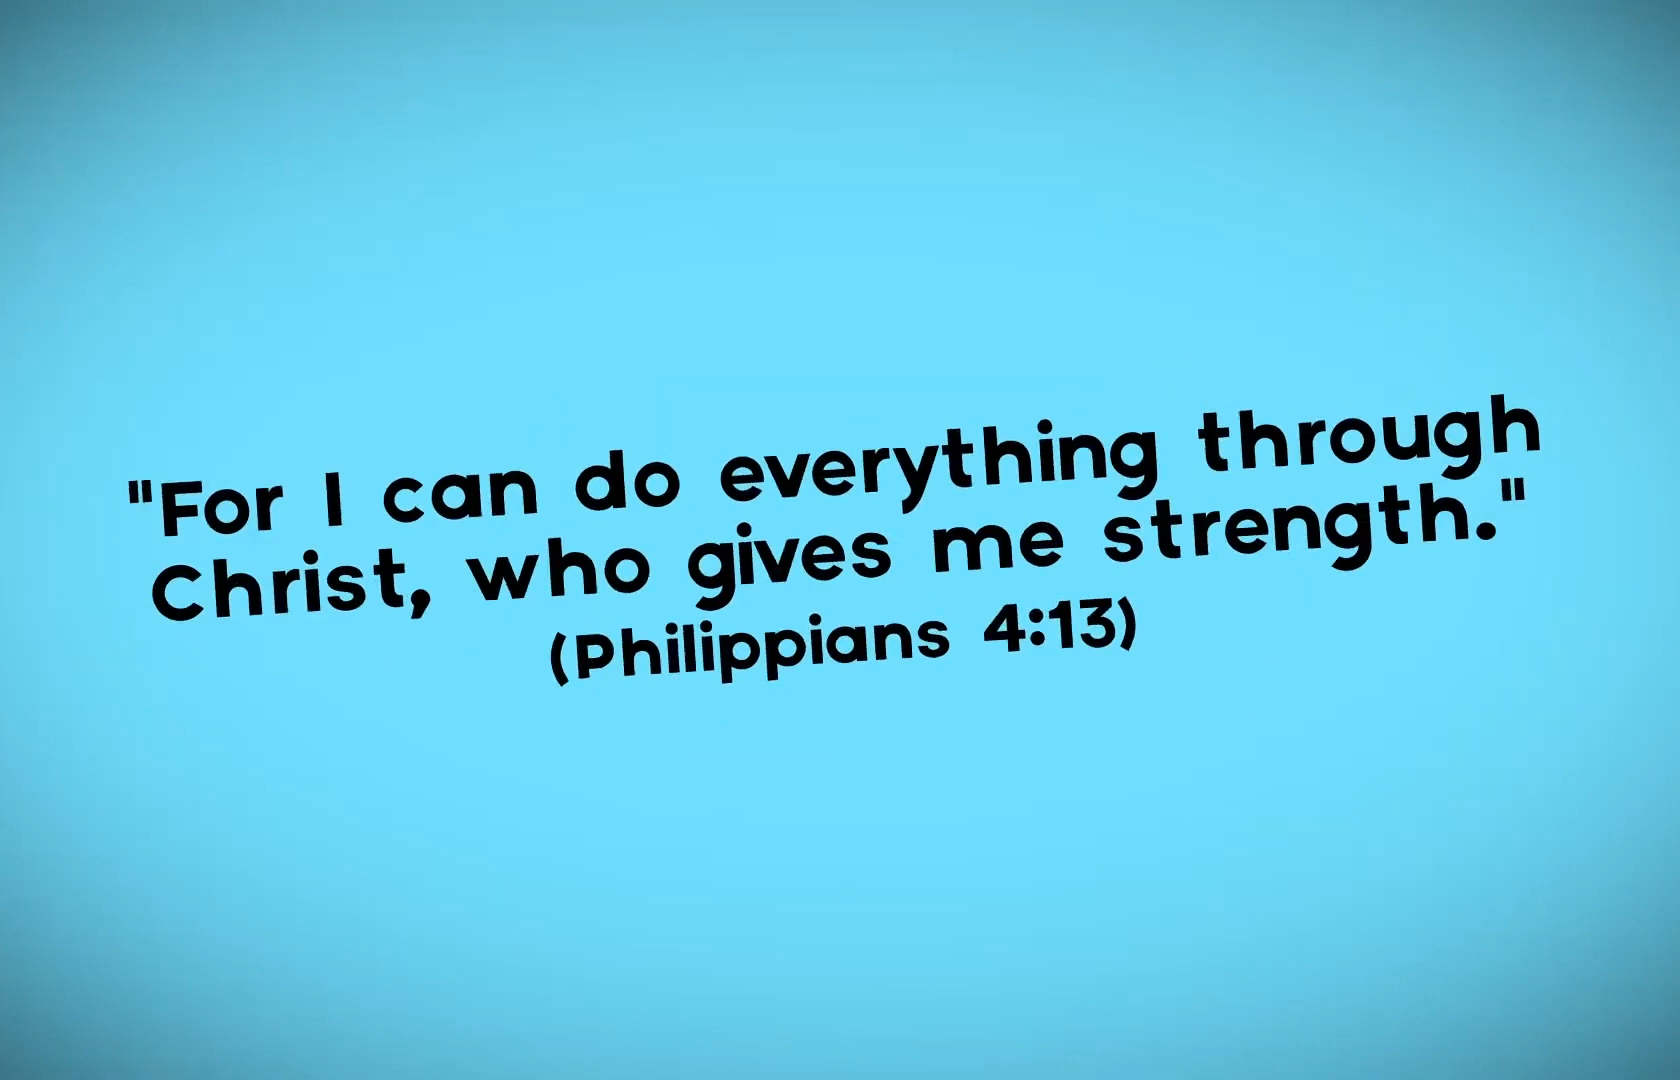 "For I can do everything through
Christ, who gives me strength."
(Philippians 4:13)